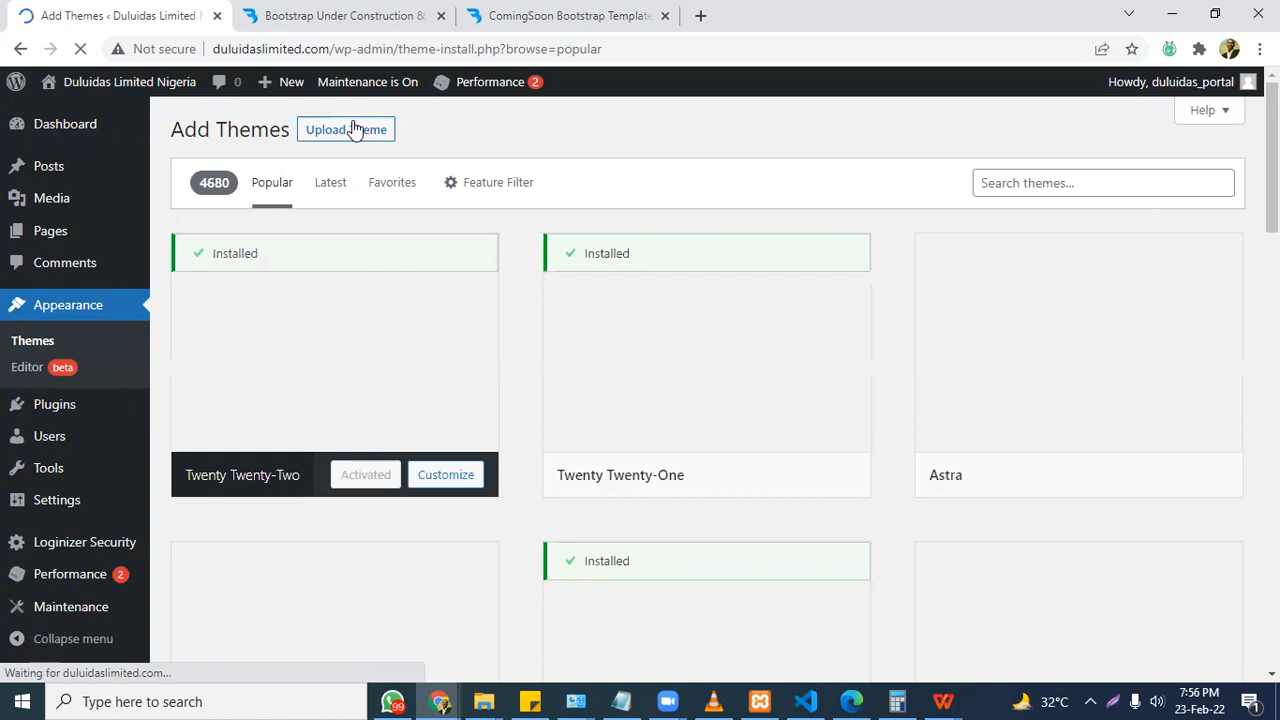 Add Themes ‹ Duluidas Limited
Bootstrap Under Construction &
ComingSoon Bootstrap Template
Not secure
duluidaslimited.com/wp-admin/theme-install.php?browse=popular
Duluidas Limited Nigeria
0
New
Maintenance is On
Performance 2
Howdy, duluidas_portal
Dashboard
Posts
Media
Pages
Comments
Appearance
Themes
Editor beta
Plugins
Users
Tools
Settings
Loginizer Security
Performance 2
Maintenance
Collapse menu
Add Themes
Upload Theme
Help
4680
Popular
Latest
Favorites
Feature Filter
Search themes...
Installed
Installed
Twenty Twenty-Two
Activated
Customize
Twenty Twenty-One
Astra
Installed
Waiting for duluidaslimited.com...
Type here to search
99
32°C
7:56 PM
23-Feb-22
1